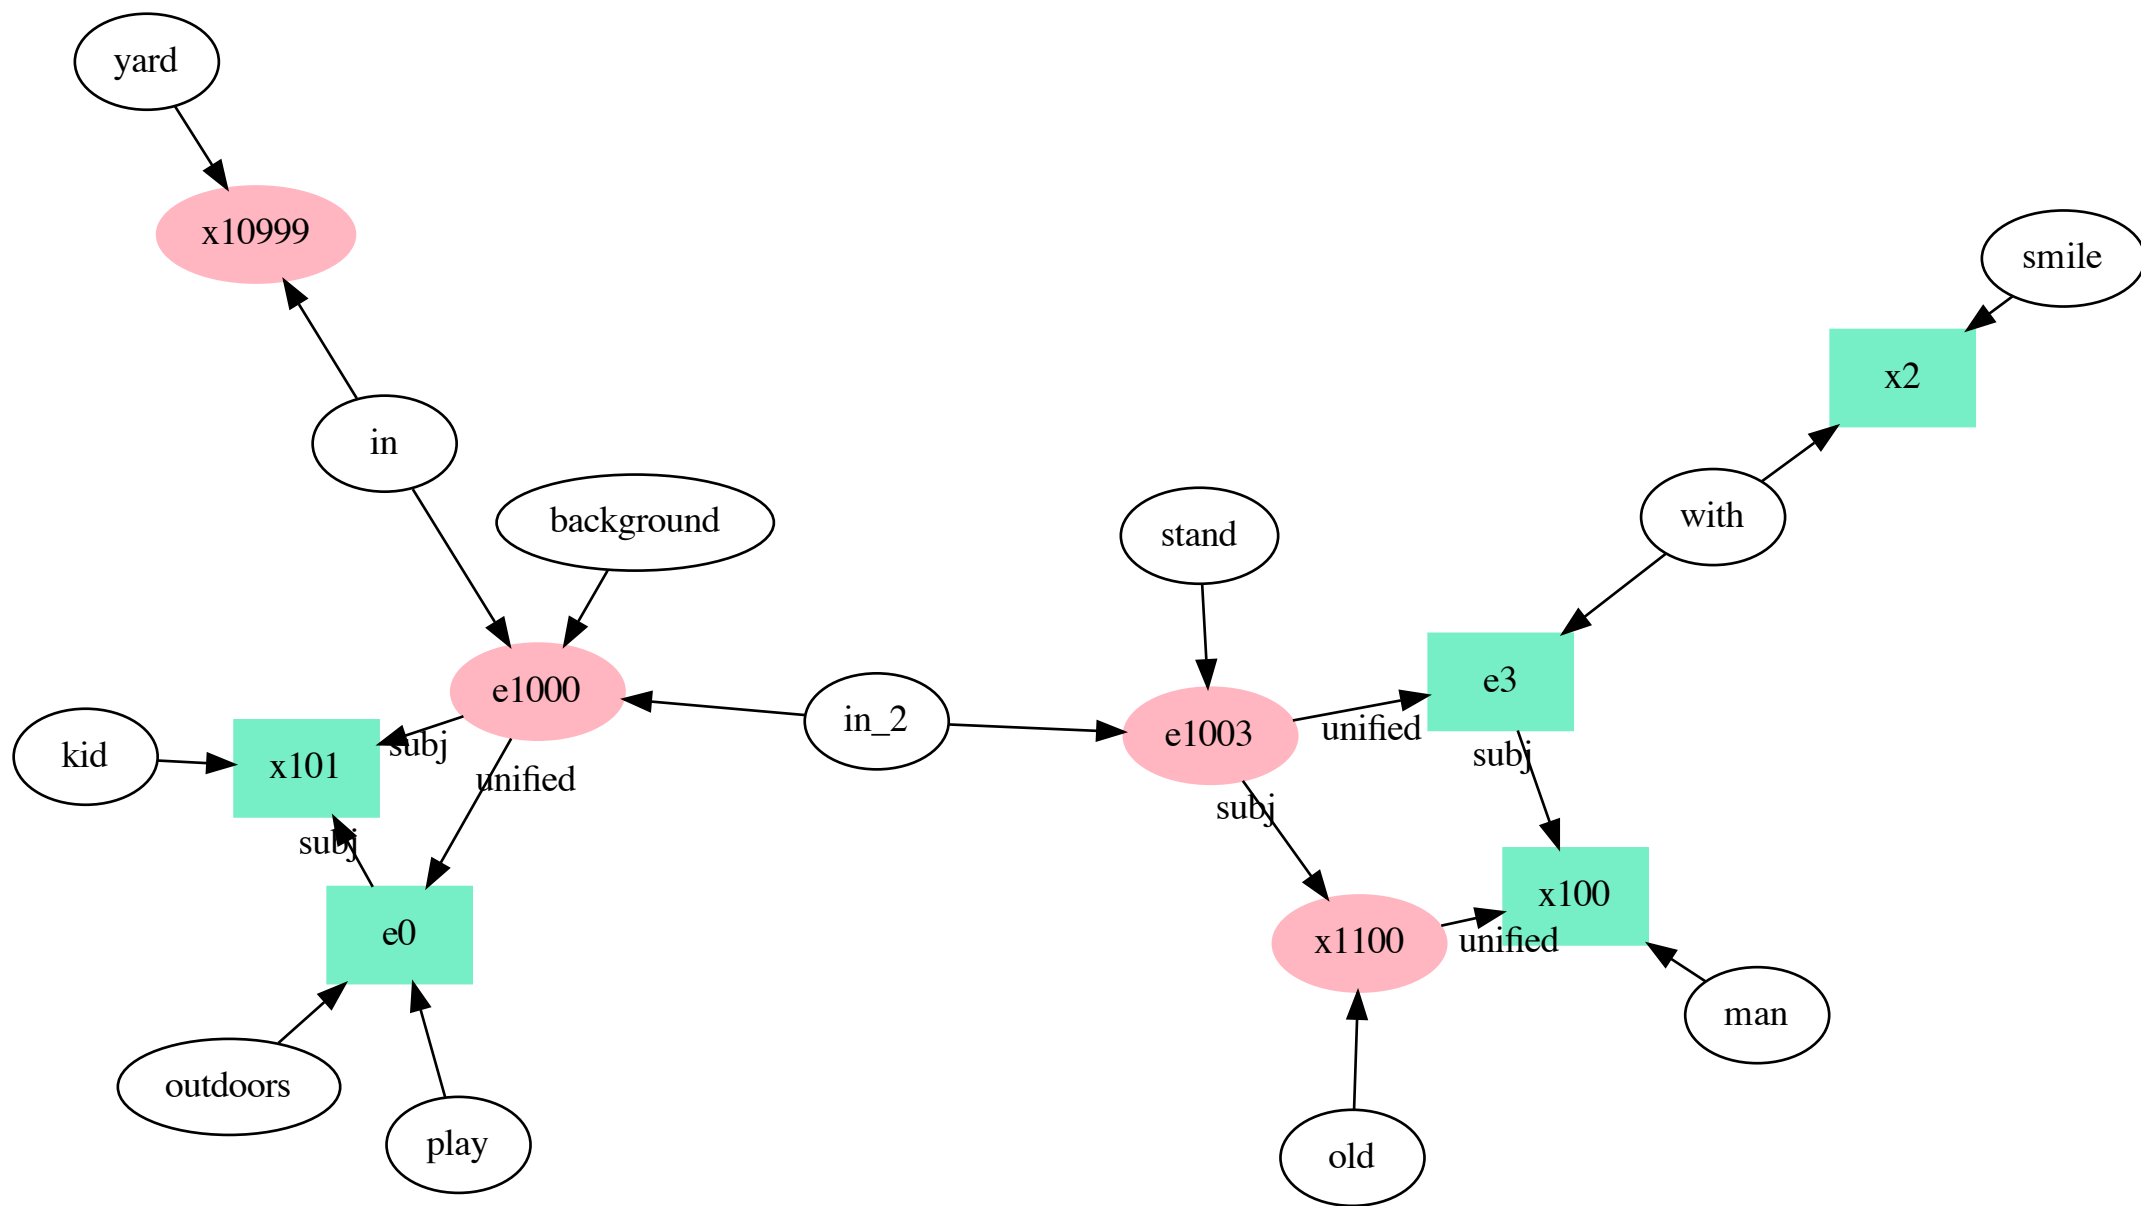 yard
x10999
smile
x2
in
background
stand
with
e1000
e3
in_2
e1003
unified
subj
kid
x101
subj
unified
subj
subj
e0
x1100
unified
x100
man
outdoors
play
old